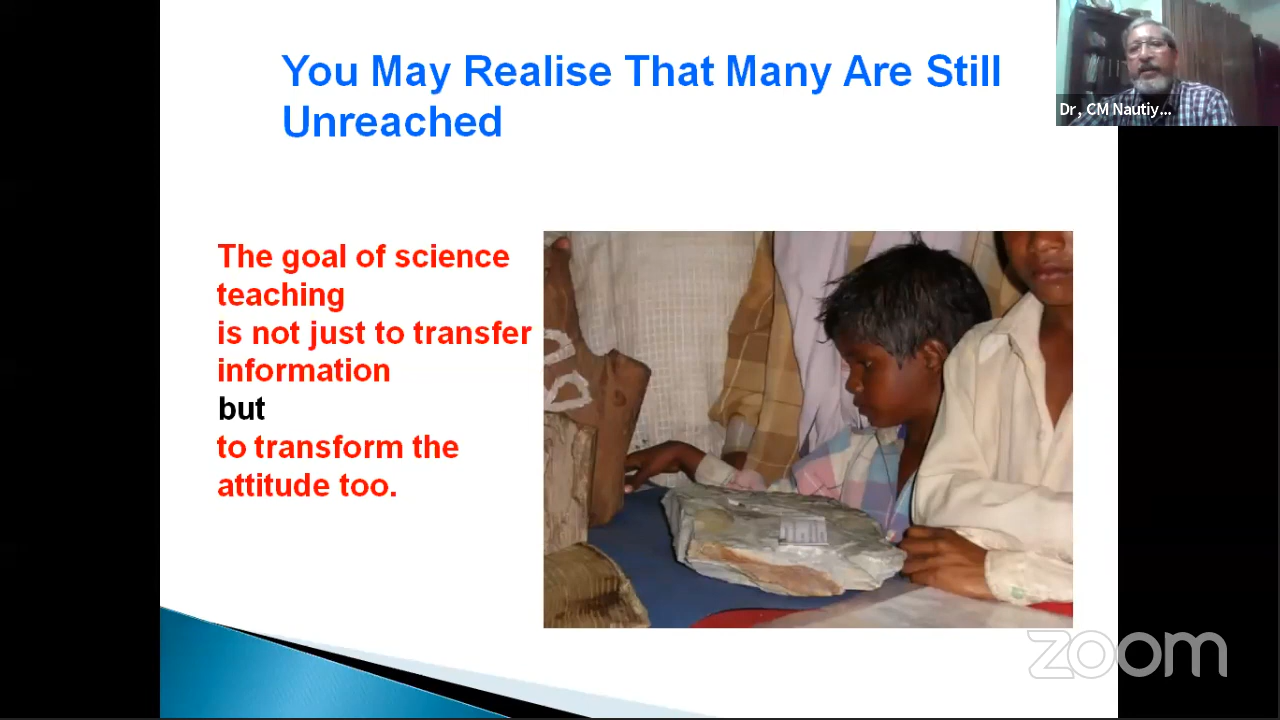 You May Realise That Many Are Still
Unreached
Dr, CM Nautiy...
The goal of science
teaching
is not just to transfer
information
but
to transform the
attitude too.
zoom